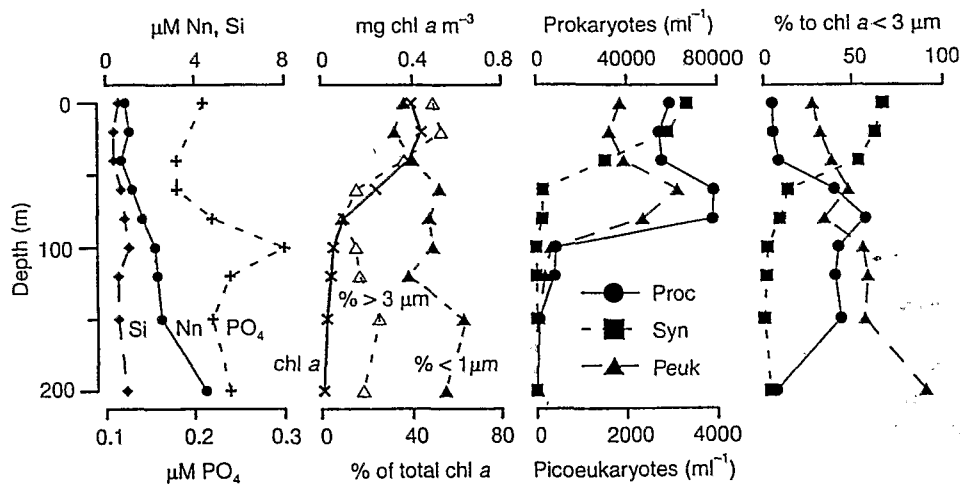 μM Nn, Si
mg chl a m⁻³
Prokaryotes (ml⁻¹)
% to chl a < 3 μm
0 4 8
0 0.4 0.8
0 40000 80000
0 50 100
Depth (m)
0
100
200
Si Nn PO₄
chl a
% > 3 μm
% < 1μm
Proc
Syn
Peuk
0.1 0.2 0.3
0 40 80
0 2000 4000
μM PO₄
% of total chl a
Picoeukaryotes (ml⁻¹)